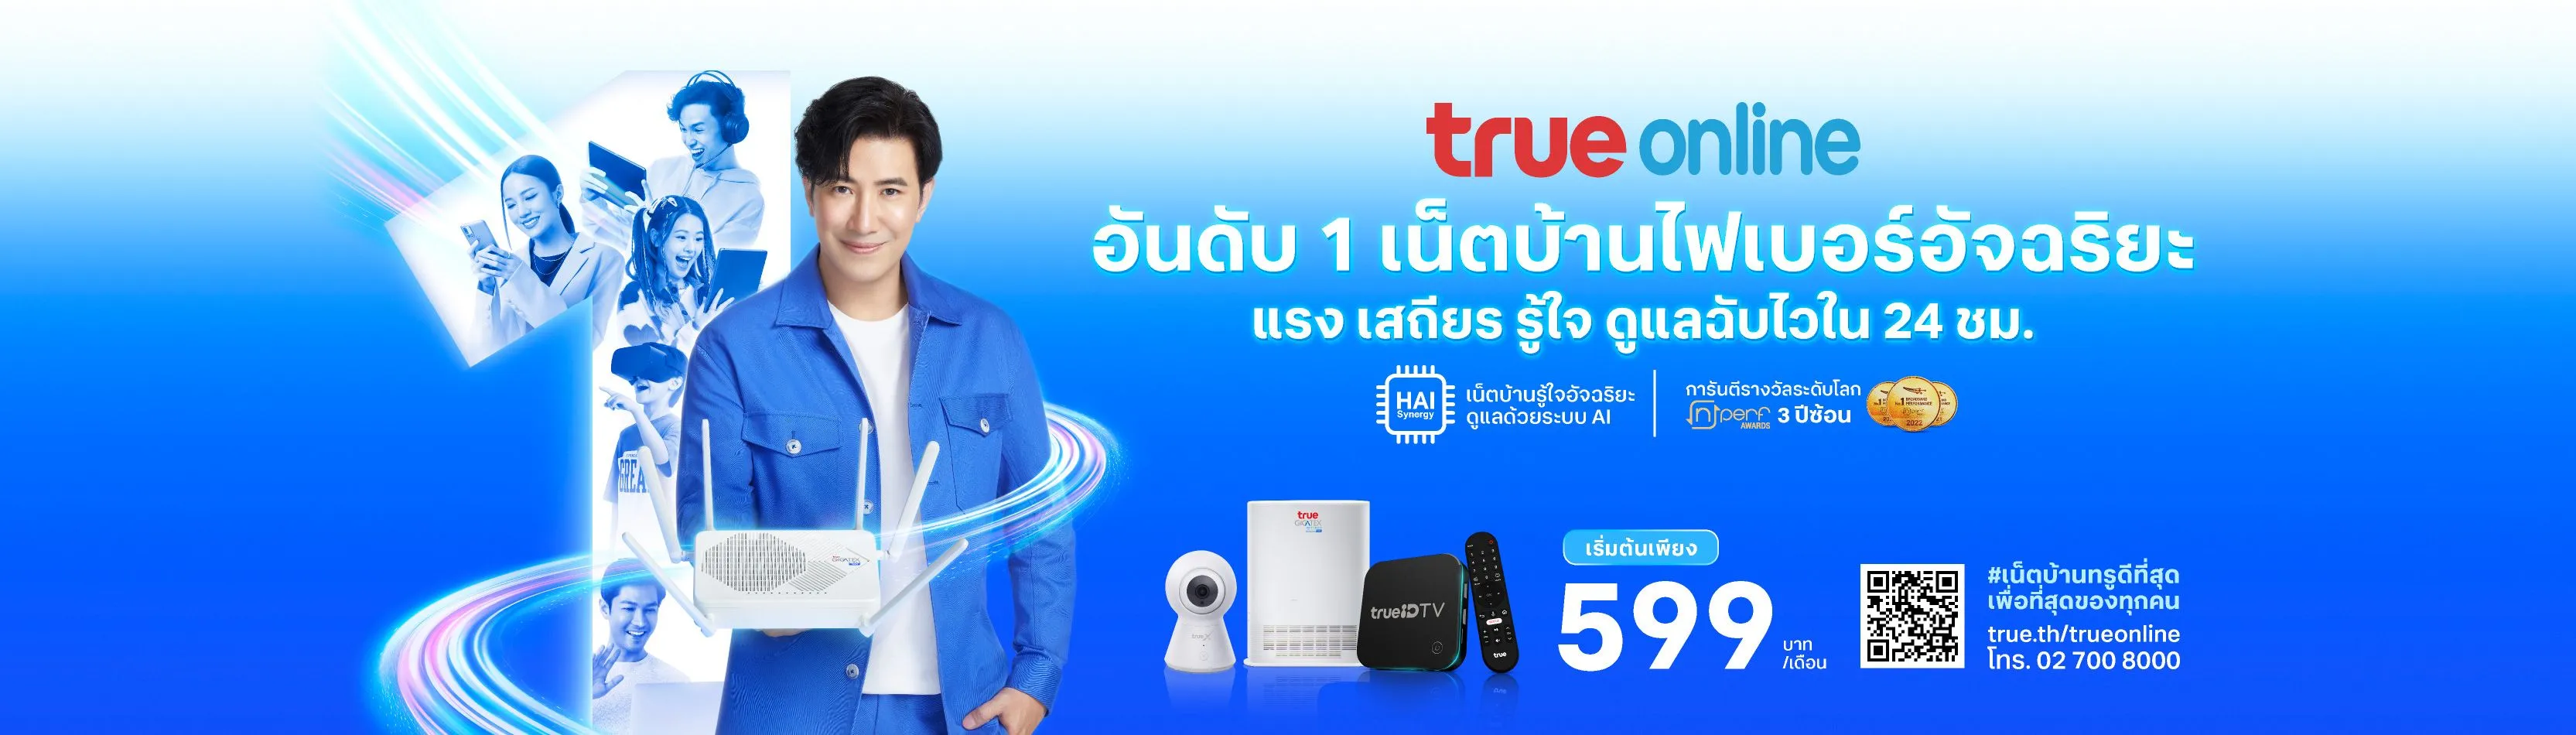 true online
อันดับ 1 เน็ตบ้านไฟเบอร์อัจฉริยะ
แรง เสถียร รู้ใจ ดูแลฉับไวใน 24 ชม.
HAI
Synergy
เน็ตบ้านรู้ใจอัจฉริยะ
ดูแลด้วยระบบ AI
การันตีรางวัลระดับโลก
nperf
AWARDS
3 ปีซ้อน
2022
GREA
true
GIGATEX
trueX
trueIDTV
true
เริ่มต้นเพียง
599
บาท
/เดือน
#เน็ตบ้านทรูดีที่สุด
เพื่อที่สุดของทุกคน
true.th/trueonline
โทร. 02 700 8000